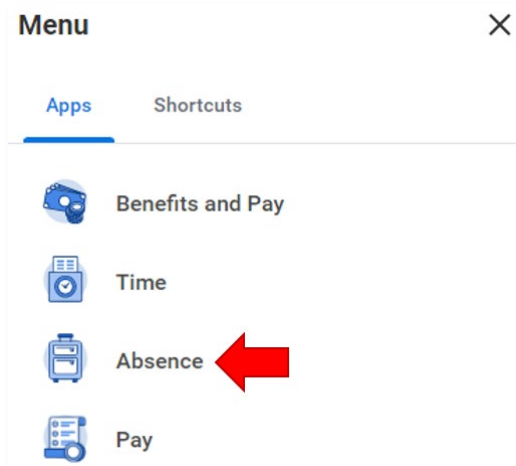 Menu
Apps Shortcuts
Benefits and Pay
Time
Absence
Pay